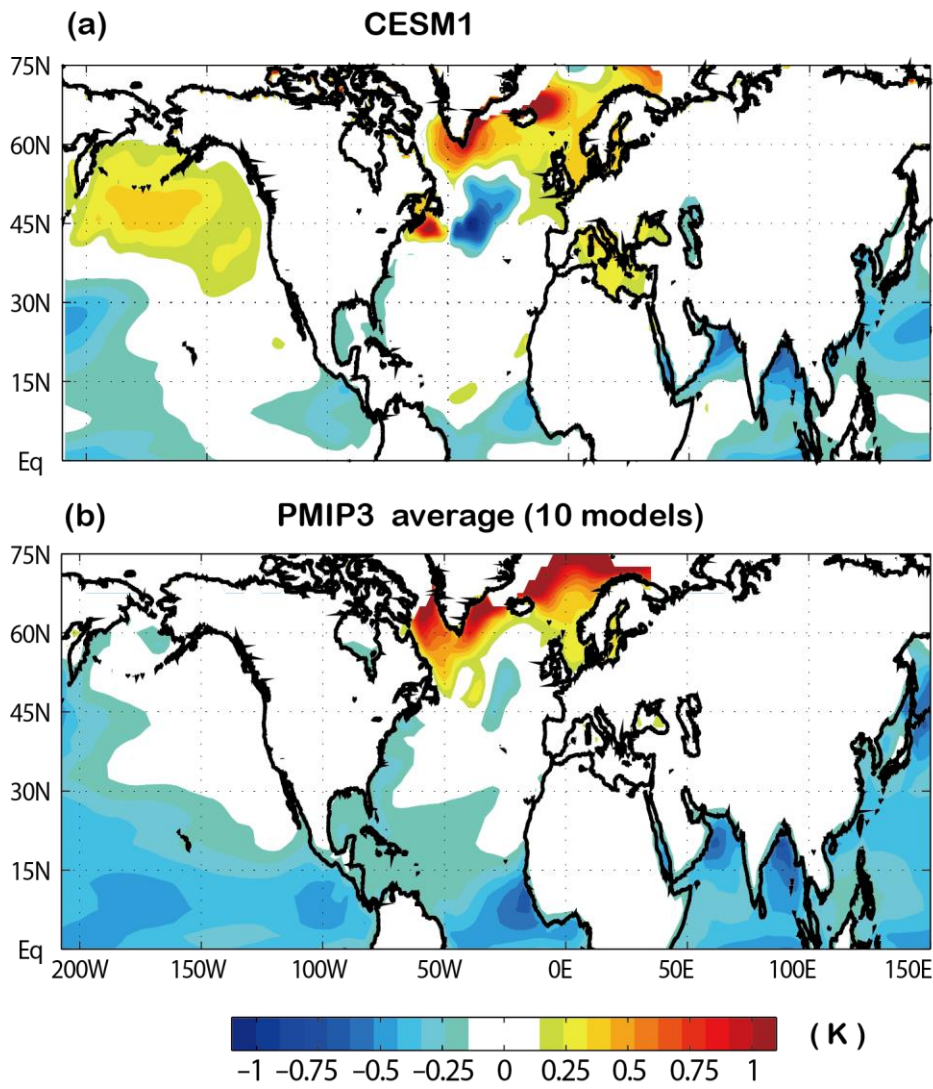 (a) CESM1
75N
60N
45N
30N
15N
Eq
(b) PMIP3 average (10 models)
75N
60N
45N
30N
15N
Eq
200W 150W 100W 50W 0E 50E 100E 150E
−1 −0.75 −0.5 −0.25 0 0.25 0.5 0.75 1 ( K )